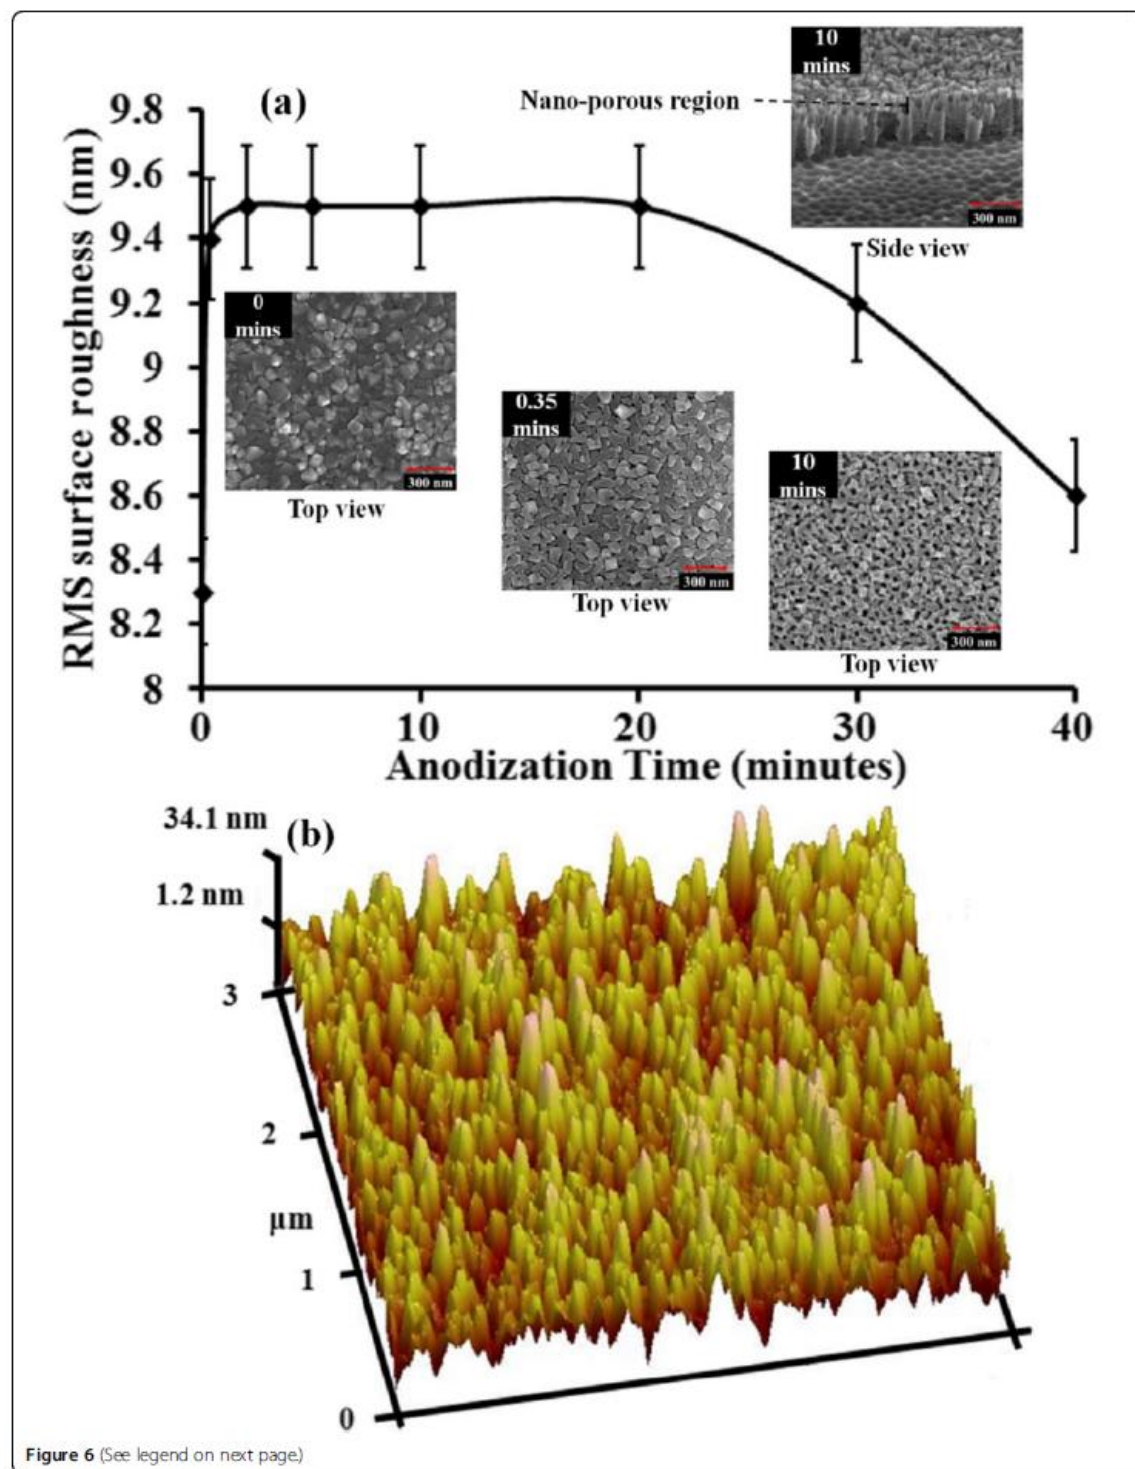 (a)
RMS surface roughness (nm)
9.8
9.6
9.4
9.2
9
8.8
8.6
8.4
8.2
8
0
10
20
30
40
Anodization Time (minutes)
Nano-porous region
10
mins
300 nm
Side view
0
mins
300 nm
Top view
0.35
mins
300 nm
Top view
10
mins
300 nm
Top view
(b)
34.1 nm
1.2 nm
3
2
µm
1
0
Figure 6 (See legend on next page.)